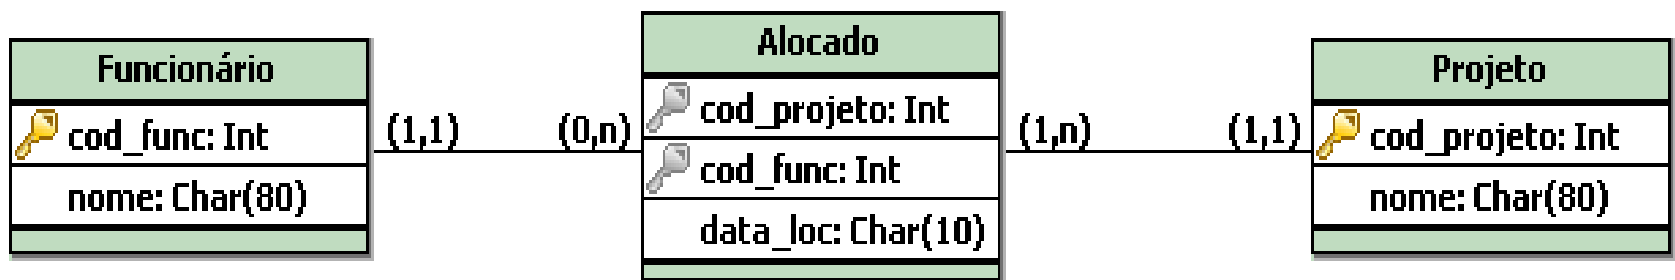 Funcionário
cod_func: Int
nome: Char(80)
(1,1)
(0,n)
Alocado
cod_projeto: Int
cod_func: Int
data_loc: Char(10)
(1,n)
(1,1)
Projeto
cod_projeto: Int
nome: Char(80)